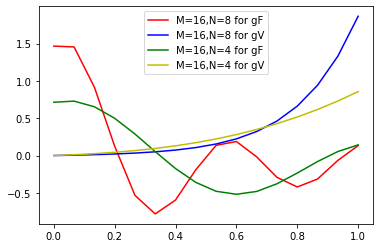 M=16,N=8 for gF
M=16,N=8 for gV
M=16,N=4 for gF
M=16,N=4 for gV
1.5
1.0
0.5
0.0
−0.5
0.0 0.2 0.4 0.6 0.8 1.0